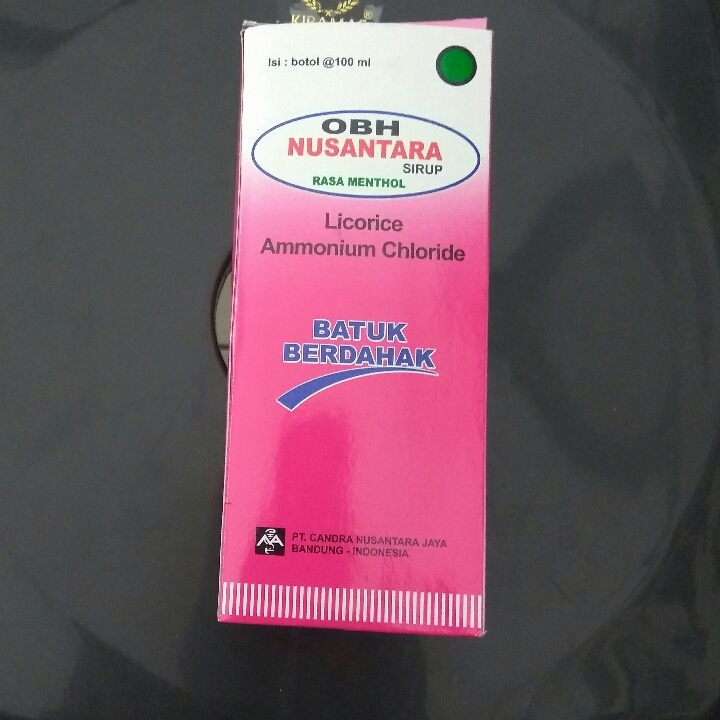 KIRAMAS®
Isi : botol @100 ml
OBH
NUSANTARA
SIRUP
RASA MENTHOL
Licorice
Ammonium Chloride
BATUK
BERDAHAK
PT. CANDRA NUSANTARA JAYA
BANDUNG - INDONESIA